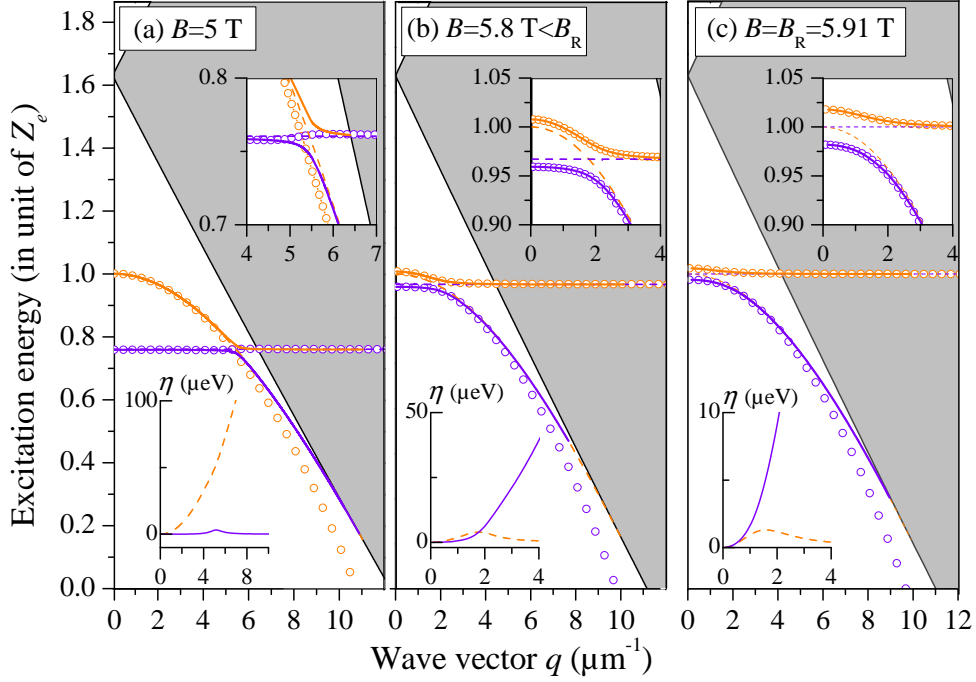 (a) B=5 T
(b) B=5.8 T<B_R
(c) B=B_R=5.91 T
Excitation energy (in unit of Z_e)
1.8
1.6
1.4
1.2
1.0
0.8
0.6
0.4
0.2
0.0
0.8
0.7
4 5 6 7
1.05
1.00
0.95
0.90
0 2 4
1.05
1.00
0.95
0.90
0 2 4
η (µeV)
100
0
0 5 10
η (µeV)
50
0
0 2 4
η (µeV)
10
0
0 2 4
0 2 4 6 8 10
0 2 4 6 8 10
0 2 4 6 8 10 12
Wave vector q (µm⁻¹)